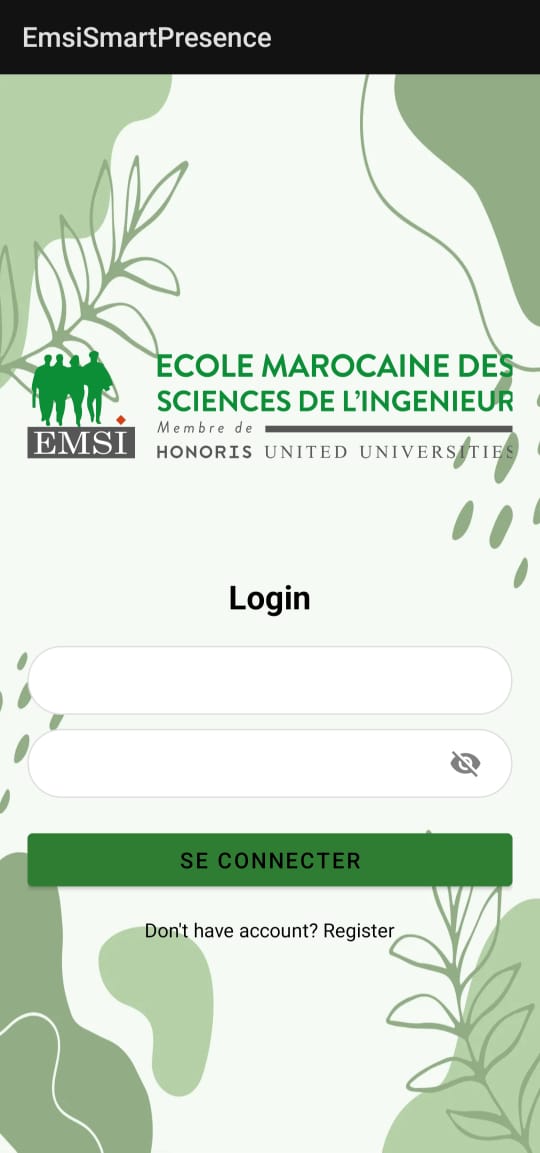 EmsiSmartPresence
ECOLE MAROCAINE DES
SCIENCES DE L'INGENIEUR
Membre de
EMSI
HONORIS UNITED UNIVERSITIES
Login
SE CONNECTER
Don't have account? Register